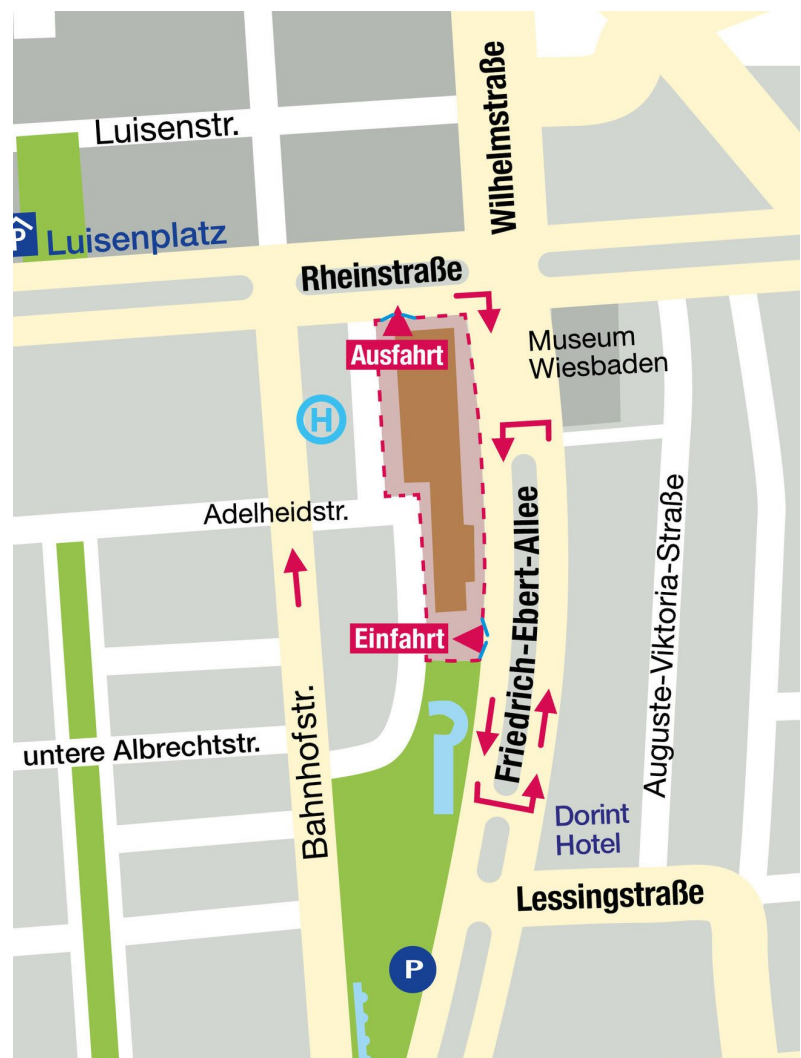 Luisenstr.
Wilhelmstraße
P
Luisenplatz
Rheinstraße
Ausfahrt
Museum
Wiesbaden
H
Adelheidstr.
Friedrich-Ebert-Allee
Auguste-Viktoria-Straße
Einfahrt
untere Albrechtstr.
Bahnhofstr.
Dorint
Hotel
Lessingstraße
P